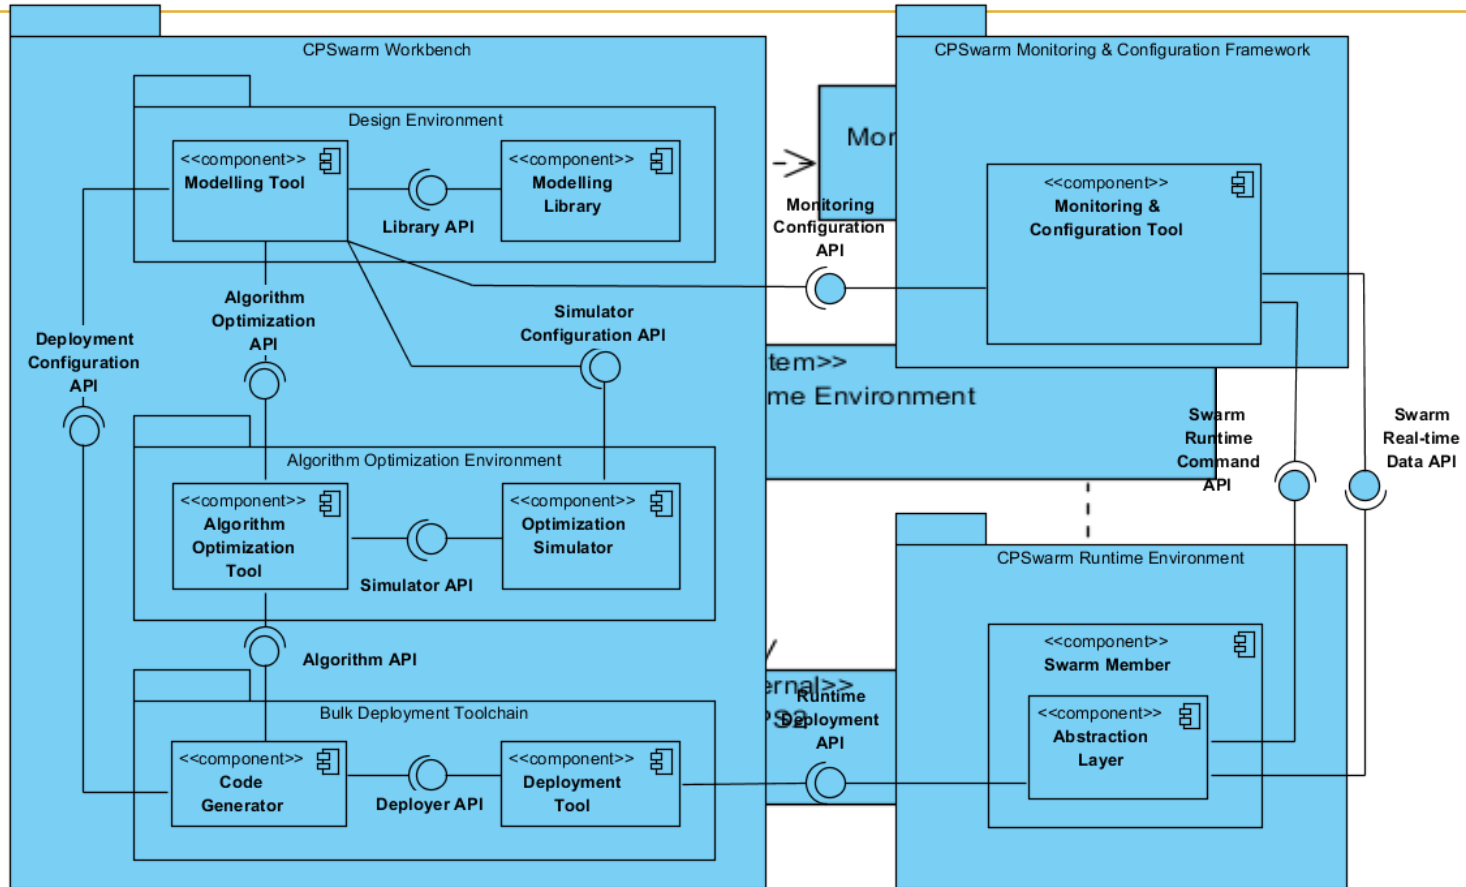 CPSwarm Workbench
CPSwarm Monitoring & Configuration Framework
Design Environment
<<component>>
Modelling Tool
Library API
<<component>>
Modelling
Library
Mor
Monitoring
Configuration
API
<<component>>
Monitoring &
Configuration Tool
Algorithm
Optimization
API
Simulator
Configuration API
Deployment
Configuration
API
tem>>
me Environment
Swarm
Runtime
Command
API
Swarm
Real-time
Data API
Algorithm Optimization Environment
<<component>>
Algorithm
Optimization
Tool
Simulator API
<<component>>
Optimization
Simulator
CPSwarm Runtime Environment
Algorithm API
<<component>>
Swarm Member
ernal>>
Runtime
Deployment
API
Bulk Deployment Toolchain
<<component>>
Code
Generator
Deployer API
<<component>>
Deployment
Tool
<<component>>
Abstraction
Layer